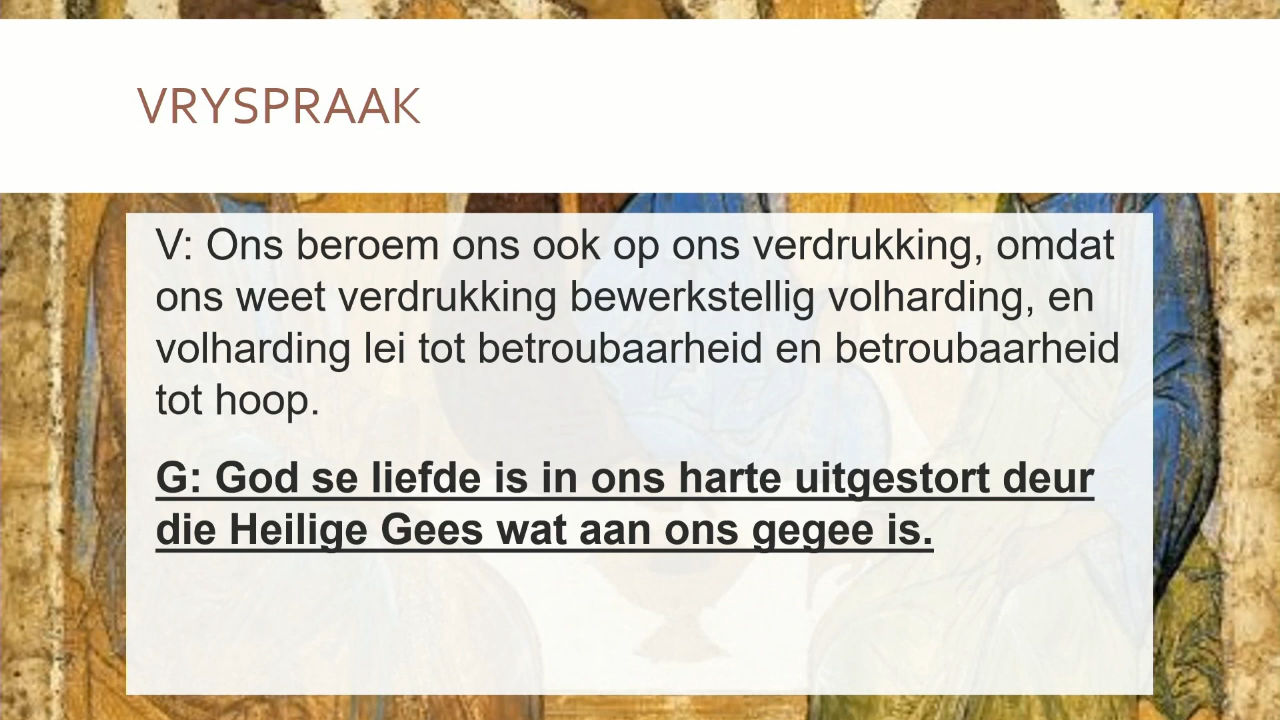 VRYSPRAAK
V: Ons beroem ons ook op ons verdrukking, omdat
ons weet verdrukking bewerkstellig volharding, en
volharding lei tot betroubaarheid en betroubaarheid
tot hoop.
G: God se liefde is in ons harte uitgestort deur
die Heilige Gees wat aan ons gegee is.